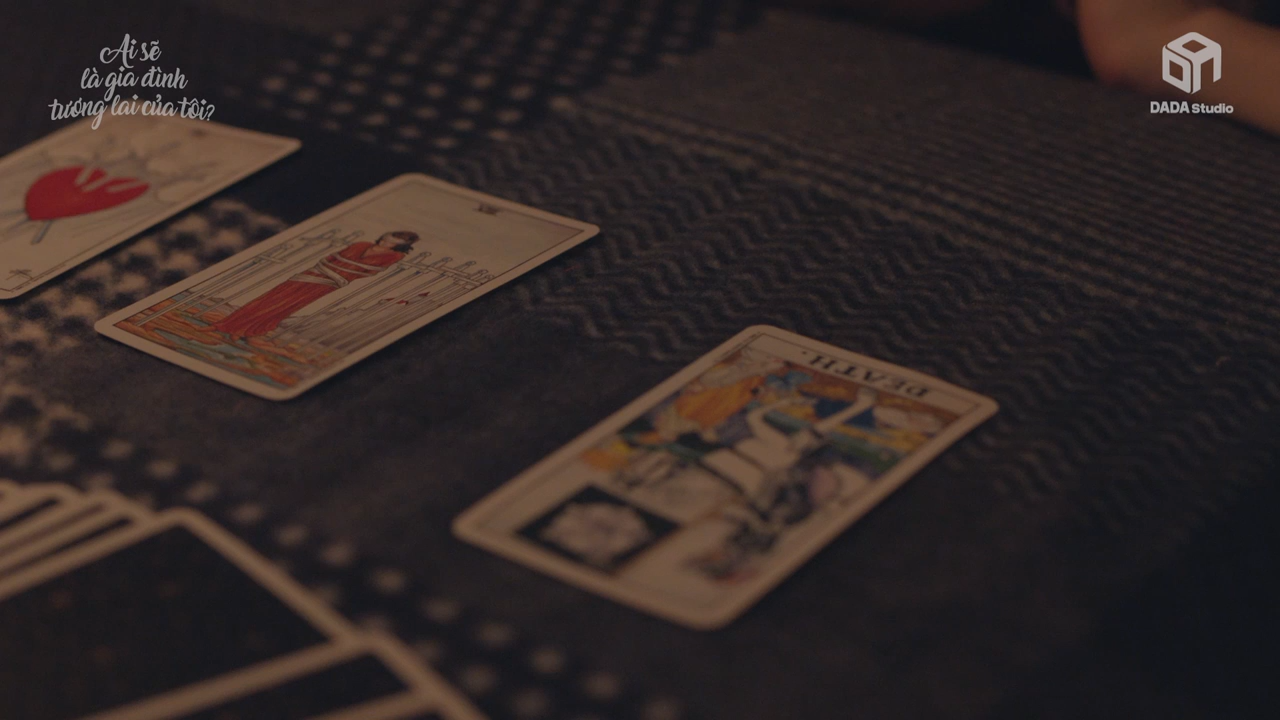 Ai sẽ
là gia đình
tương lai của tôi?
DADA Studio
DEATH.